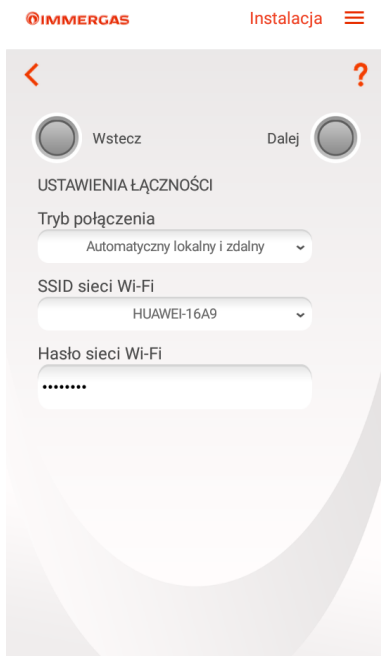 IMMERGAS
Instalacja
?
Wstecz
Dalej
USTAWIENIA ŁĄCZNOŚCI
Tryb połączenia
Automatyczny lokalny i zdalny
SSID sieci Wi-Fi
HUAWEI-16A9
Hasło sieci Wi-Fi
••••••••